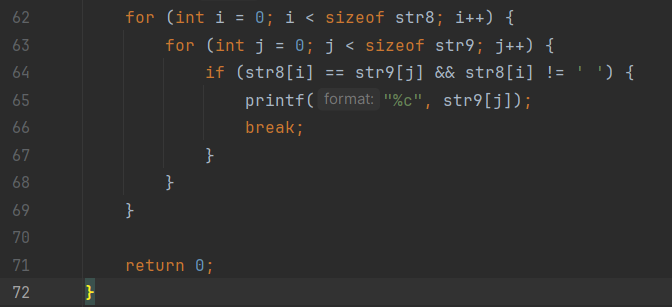 62 for (int i = 0; i < sizeof str8; i++) {
63 for (int j = 0; j < sizeof str9; j++) {
64 if (str8[i] == str9[j] && str8[i] != ' ') {
65 printf( format: "%c", str9[j]);
66 break;
67 }
68 }
69 }
70
71 return 0;
72 }